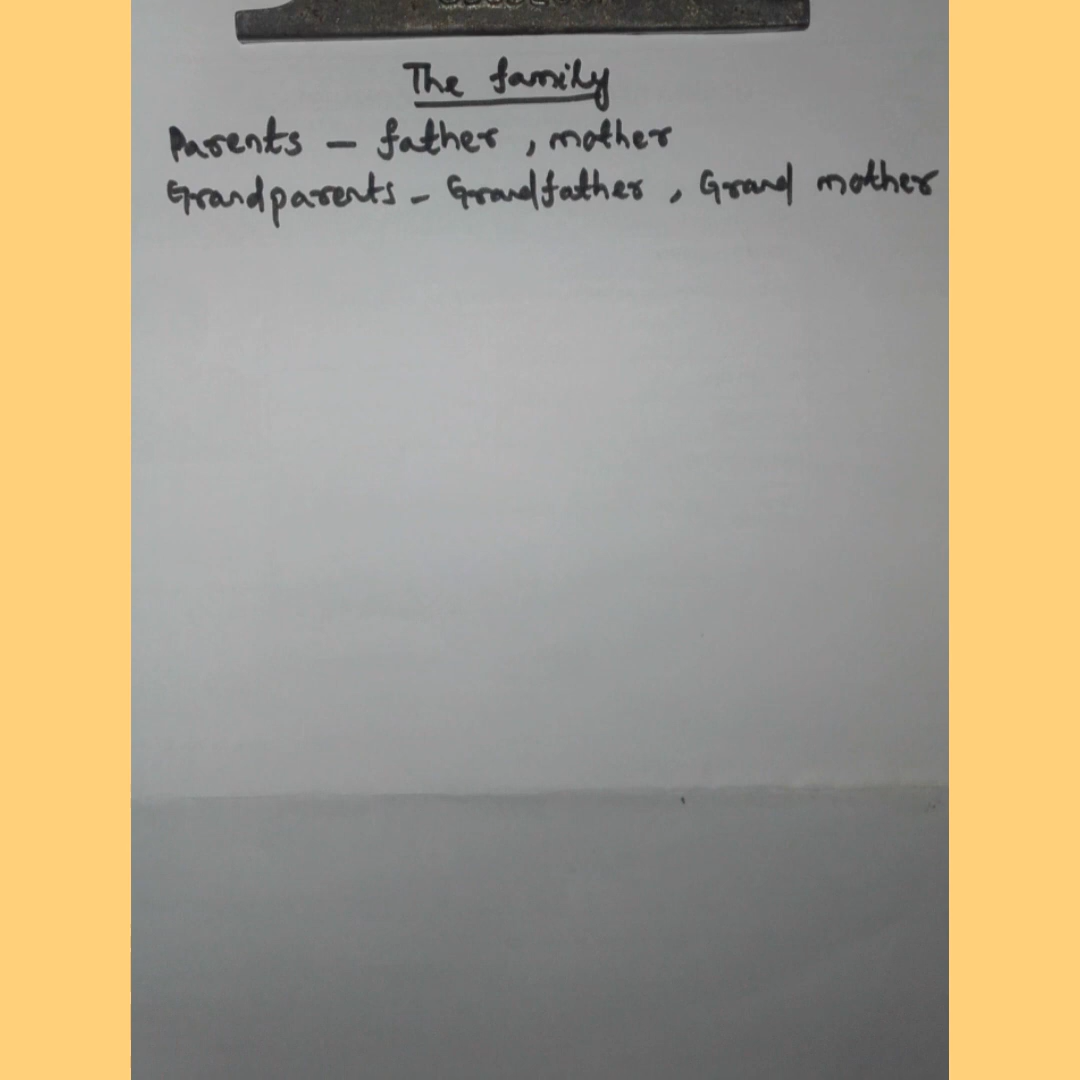 The family
Parents - father, mother
Grandparents - Grandfather, Grand mother